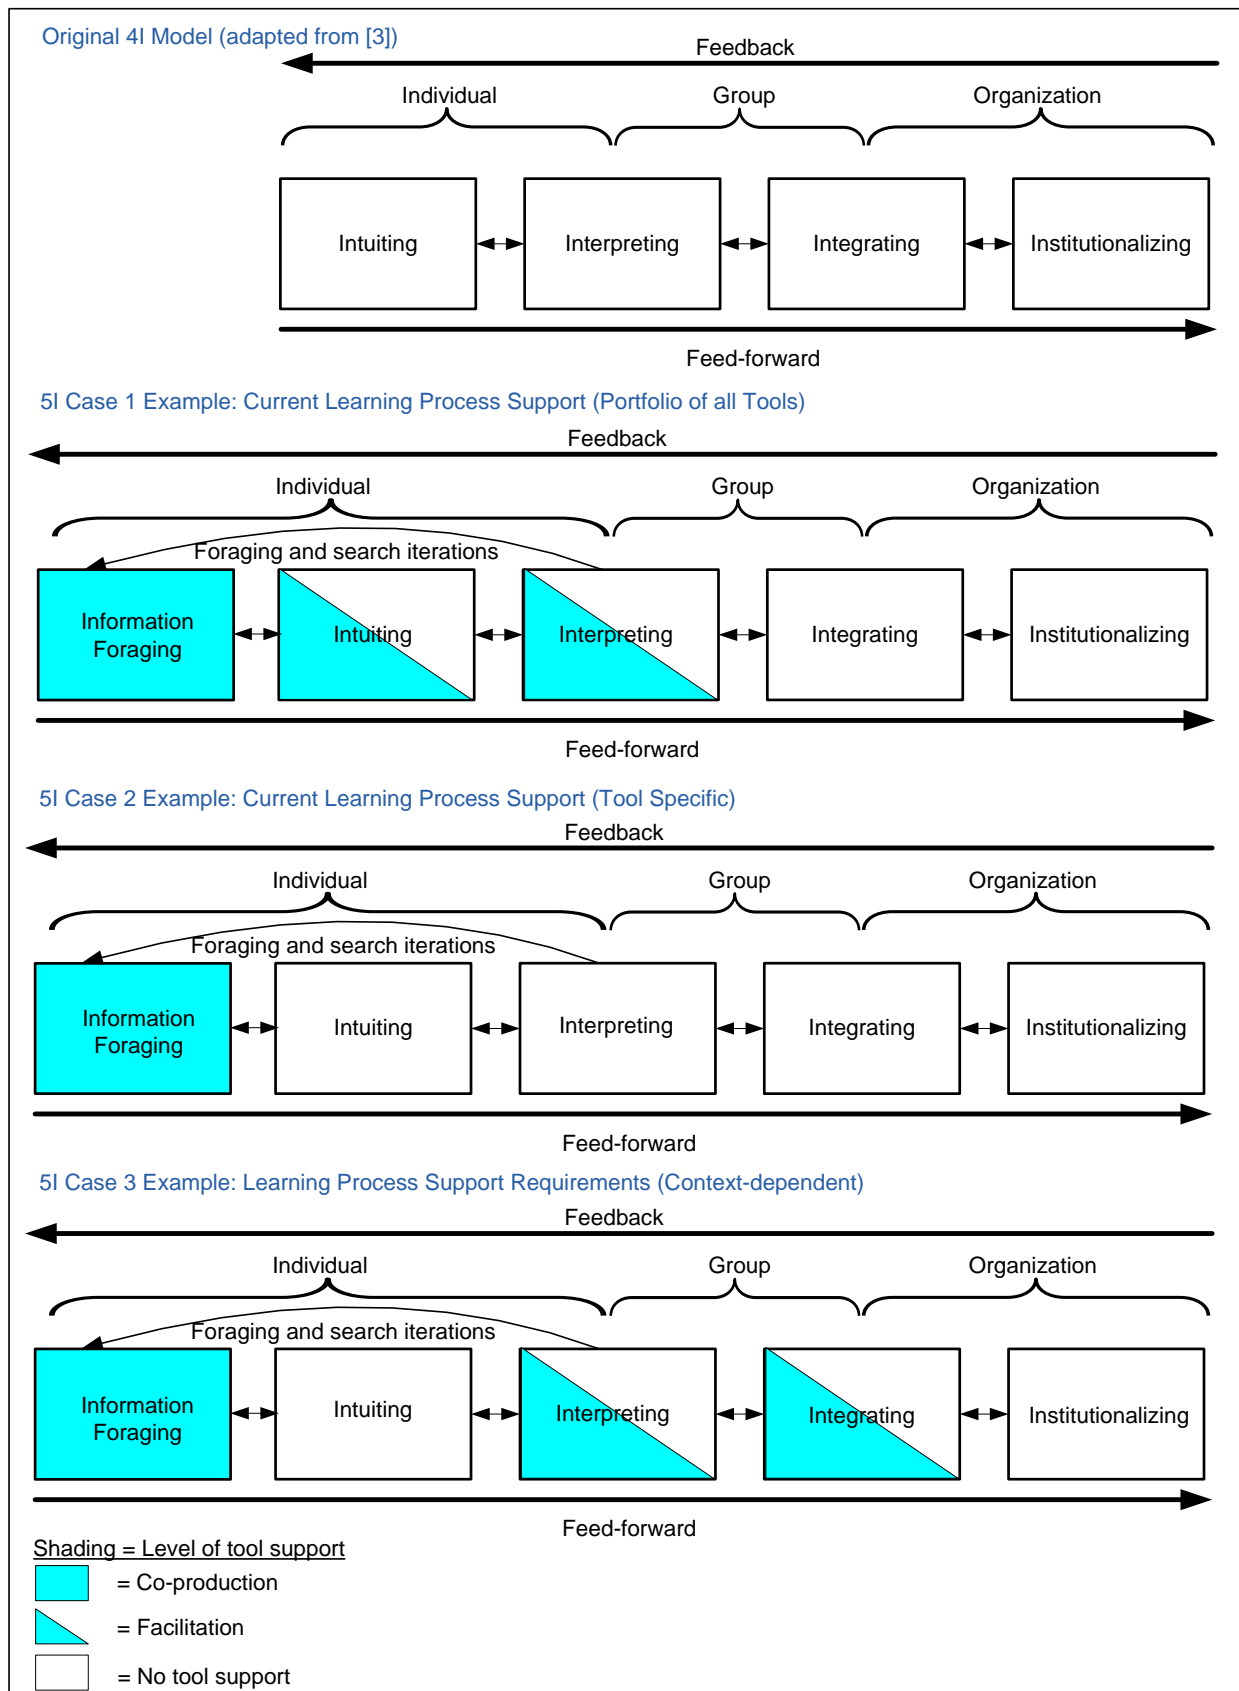 Original 4I Model (adapted from [3])
Feedback
Individual
Group
Organization
Intuiting
Interpreting
Integrating
Institutionalizing
Feed-forward
5I Case 1 Example: Current Learning Process Support (Portfolio of all Tools)
Feedback
Individual
Group
Organization
Foraging and search iterations
Information
Foraging
Intuiting
Interpreting
Integrating
Institutionalizing
Feed-forward
5I Case 2 Example: Current Learning Process Support (Tool Specific)
Feedback
Individual
Group
Organization
Foraging and search iterations
Information
Foraging
Intuiting
Interpreting
Integrating
Institutionalizing
Feed-forward
5I Case 3 Example: Learning Process Support Requirements (Context-dependent)
Feedback
Individual
Group
Organization
Foraging and search iterations
Information
Foraging
Intuiting
Interpreting
Integrating
Institutionalizing
Feed-forward
Shading = Level of tool support
= Co-production
= Facilitation
= No tool support